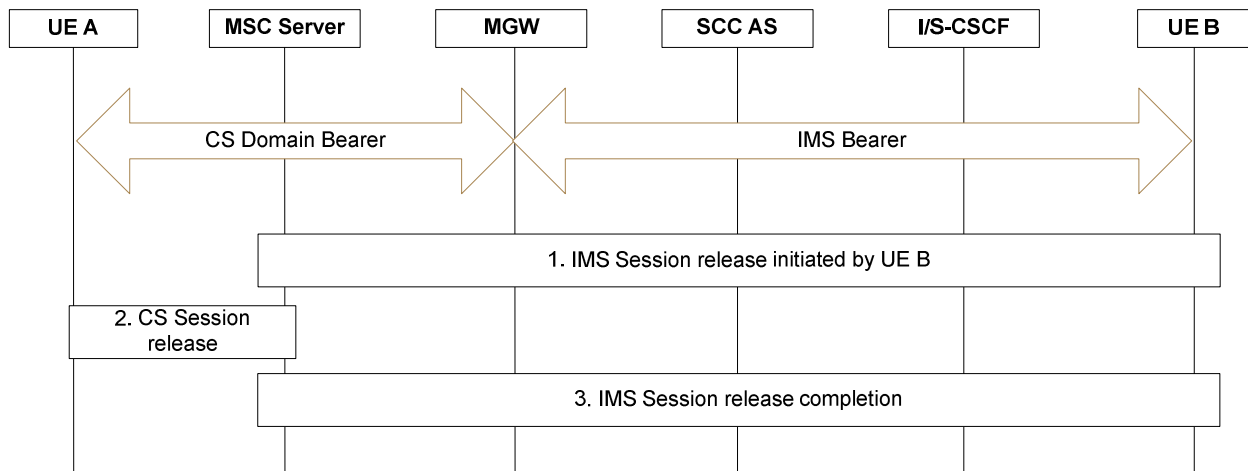 UE A
MSC Server
MGW
SCC AS
I/S-CSCF
UE B
CS Domain Bearer
IMS Bearer
1. IMS Session release initiated by UE B
2. CS Session
release
3. IMS Session release completion